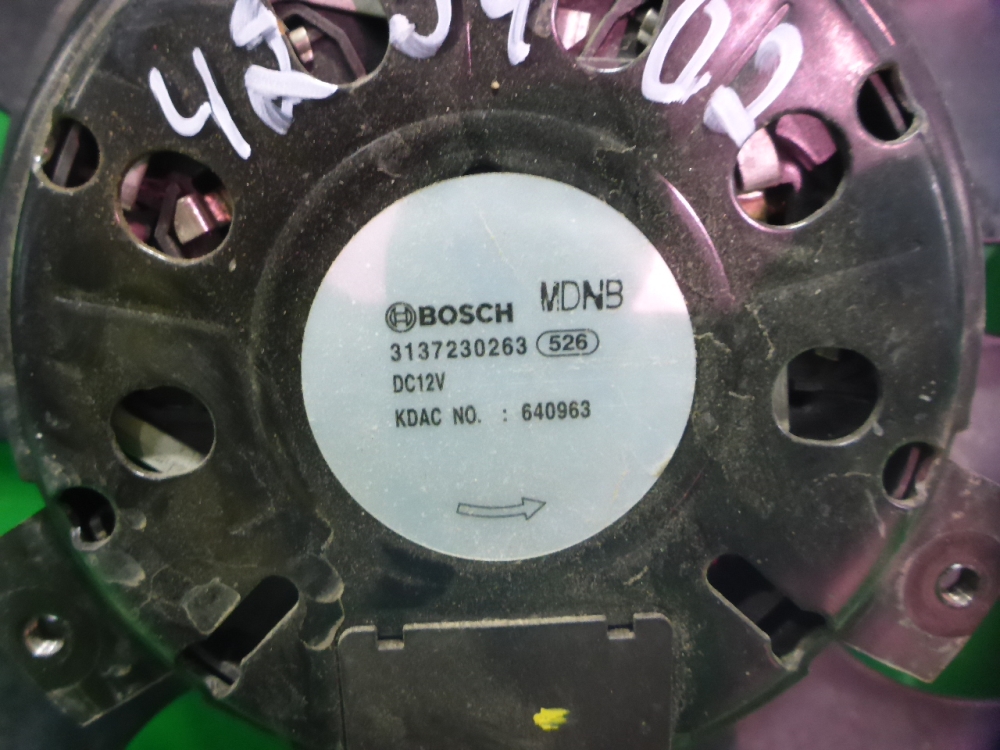 BOSCH MDNB
3137230263 526
DC12V
KDAC NO. : 640963